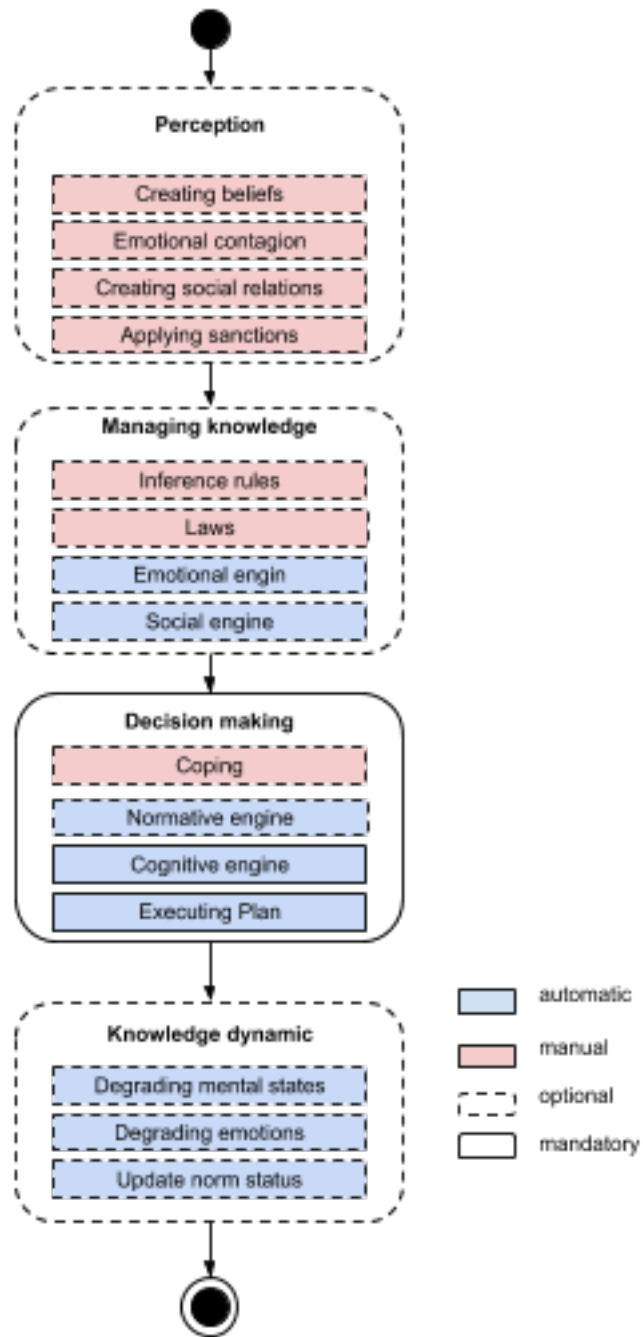 Perception
Creating beliefs
Emotional contagion
Creating social relations
Applying sanctions
Managing knowledge
Inference rules
Laws
Emotional engin
Social engine
Decision making
Coping
Normative engine
Cognitive engine
Executing Plan
Knowledge dynamic
Degrading mental states
Degrading emotions
Update norm status
automatic
manual
optional
mandatory